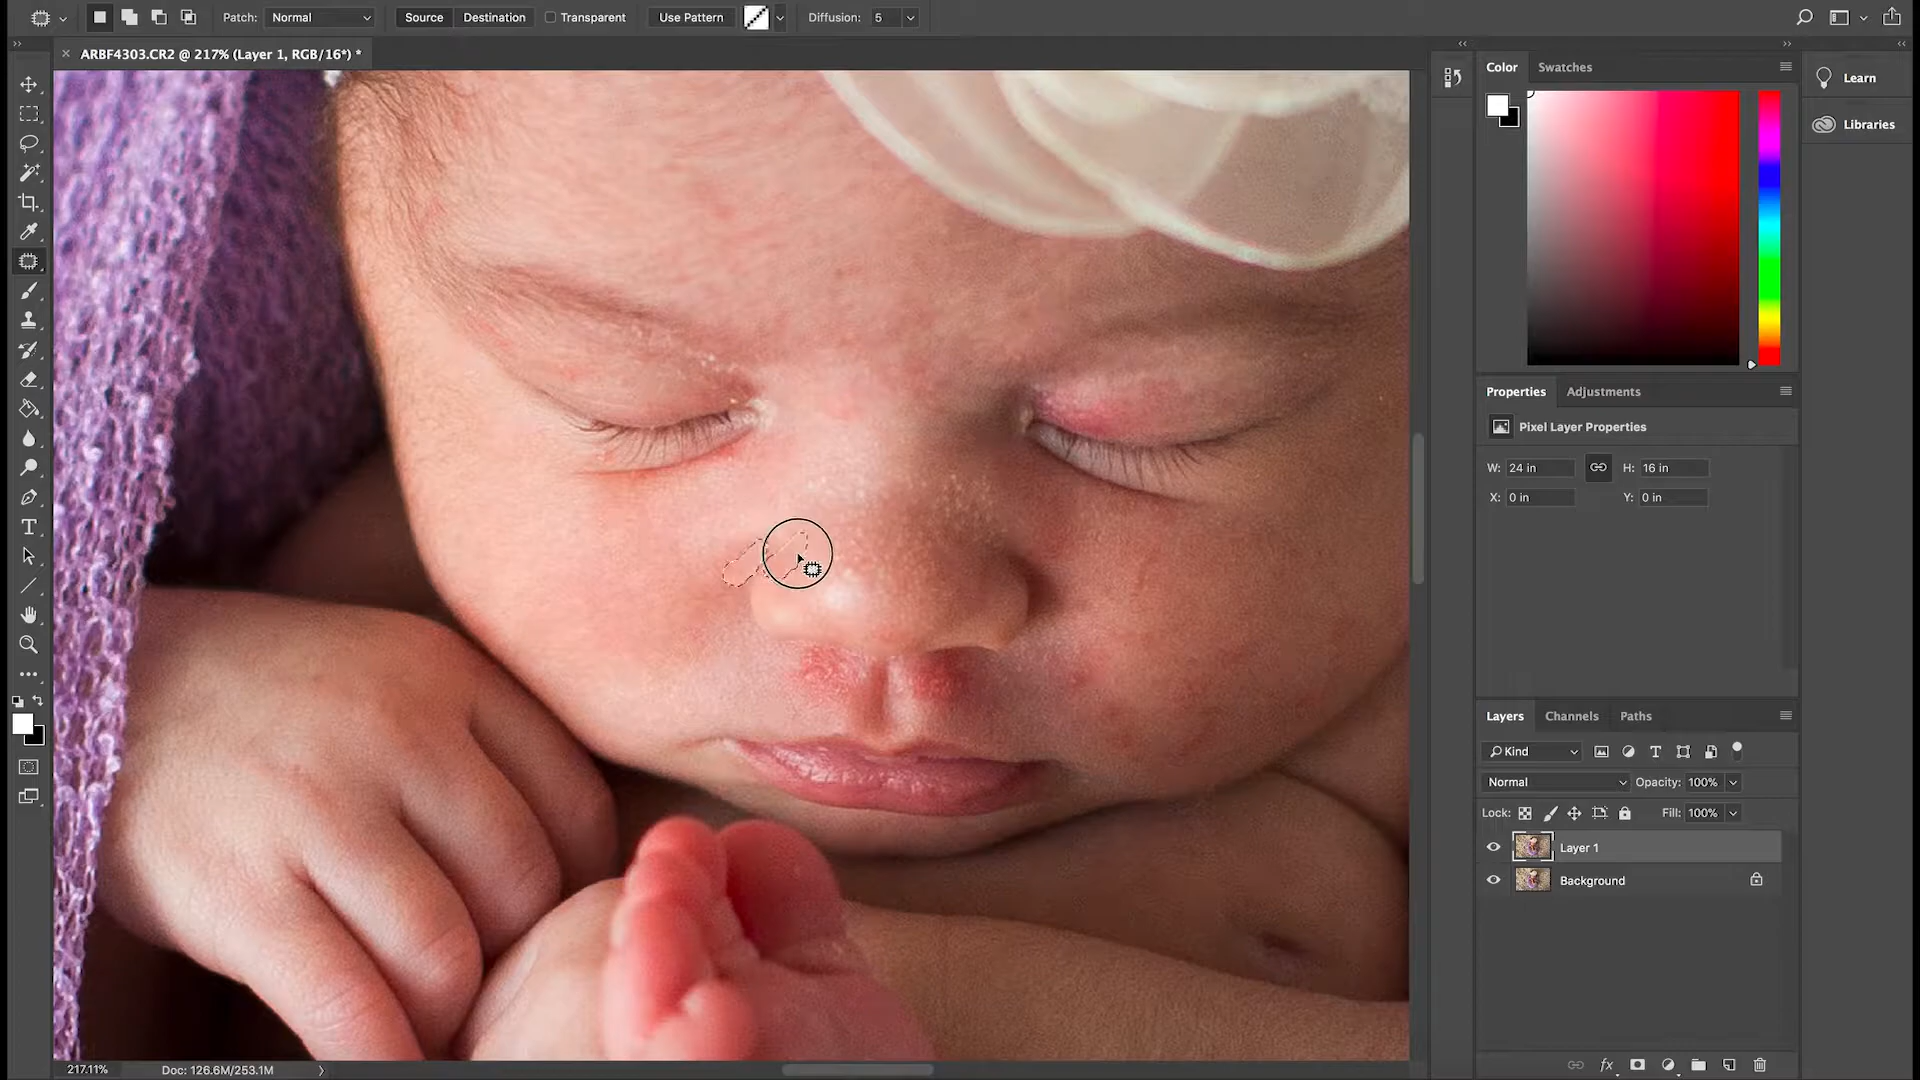 Patch: Normal Source Destination Transparent Use Pattern Diffusion: 5
ARBF4303.CR2 @ 217% (Layer 1, RGB/16*) *
Color Swatches
Learn
Libraries
Properties Adjustments
Pixel Layer Properties
W: 24 in H: 16 in
X: 0 in Y: 0 in
Layers Channels Paths
Kind
Normal Opacity: 100%
Lock: Fill: 100%
Layer 1
Background
fx
217.11% Doc: 126.6M/253.1M